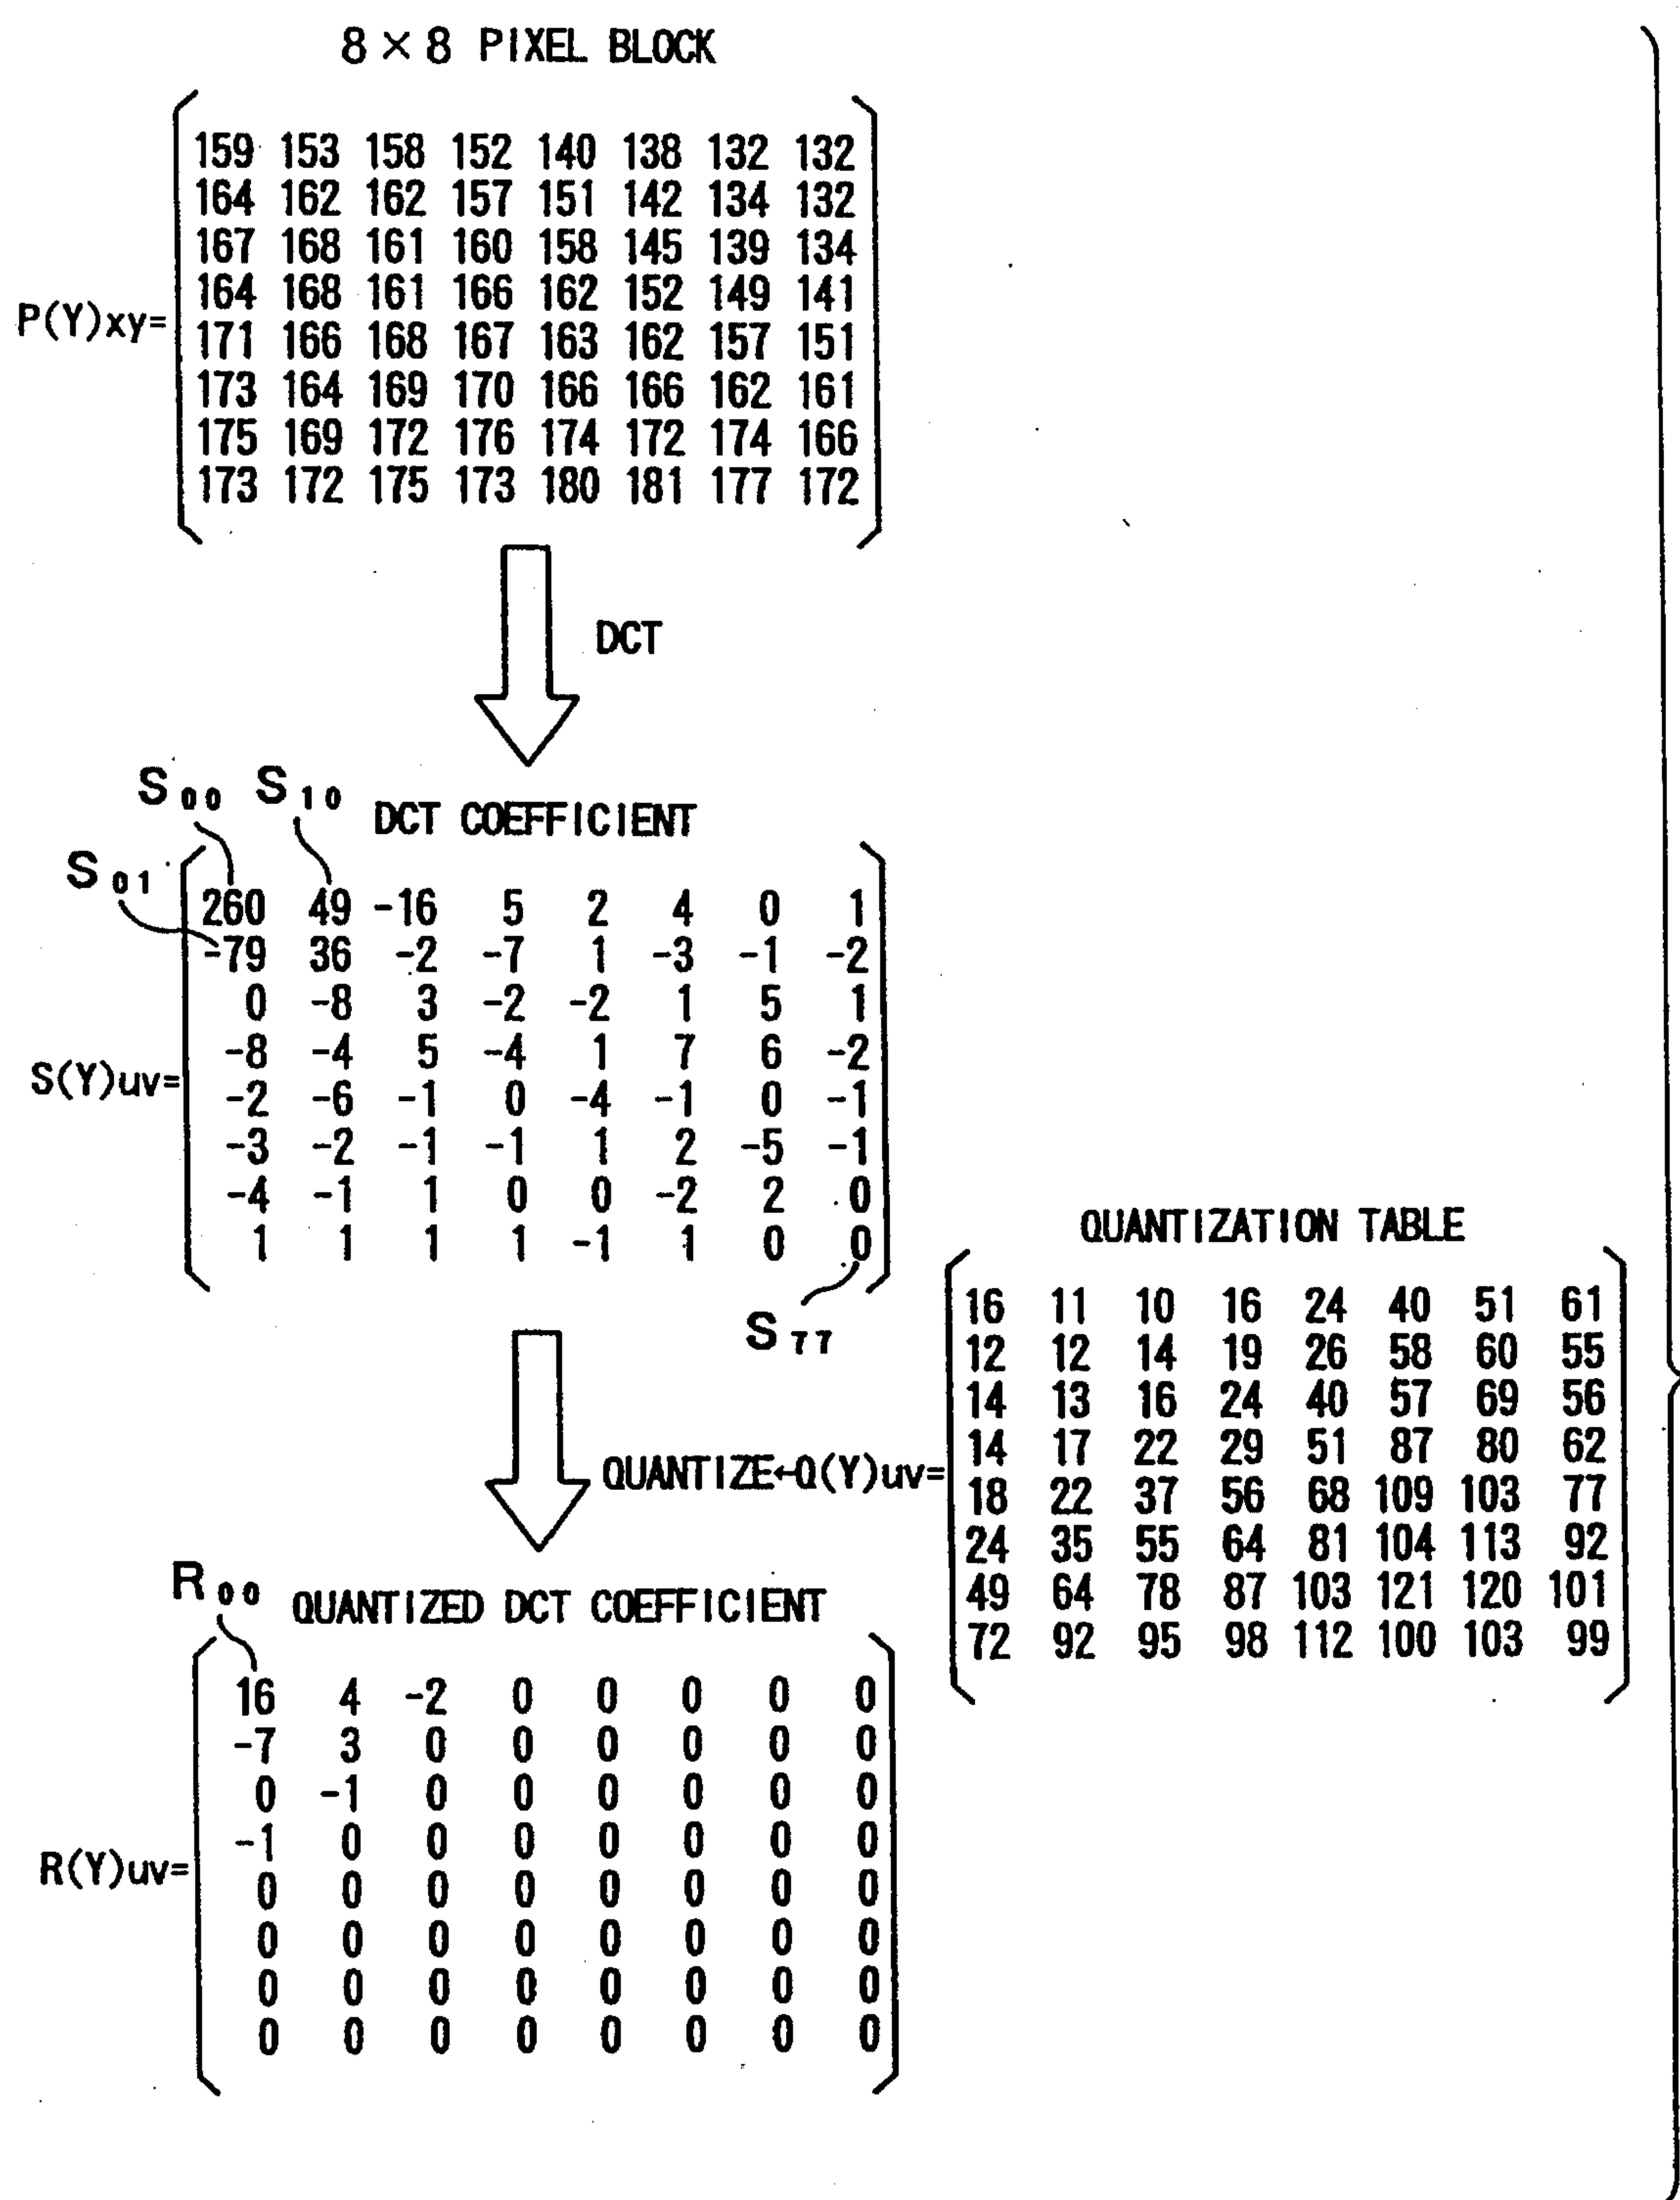 8 × 8 PIXEL BLOCK
159 153 158 152 140 138 132 132
164 162 162 157 151 142 134 132
167 168 161 160 158 145 139 134
164 168 161 166 162 152 149 141
P(Y)xy=
171 166 168 167 163 162 157 151
173 164 169 170 166 166 162 161
175 169 172 176 174 172 174 166
173 172 175 173 180 181 177 172
DCT
S00 S10
DCT COEFFICIENT
S01
260 49 -16 5 2 4 0 1
-79 36 -2 -7 1 -3 -1 -2
0 -8 3 -2 -2 1 5 1
-8 -4 5 -4 1 7 6 -2
S(Y)uv=
-2 -6 -1 0 -4 -1 0 -1
-3 -2 -1 -1 1 2 -5 -1
-4 -1 1 0 0 -2 2 0
1 1 1 1 -1 1 0 0
S77
QUANTIZATION TABLE
16 11 10 16 24 40 51 61
12 12 14 19 26 58 60 55
14 13 16 24 40 57 69 56
14 17 22 29 51 87 80 62
QUANTIZE←Q(Y)uv=
18 22 37 56 68 109 103 77
24 35 55 64 81 104 113 92
49 64 78 87 103 121 120 101
72 92 95 98 112 100 103 99
R00
QUANTIZED DCT COEFFICIENT
16 4 -2 0 0 0 0 0
-7 3 0 0 0 0 0 0
0 -1 0 0 0 0 0 0
-1 0 0 0 0 0 0 0
R(Y)uv=
0 0 0 0 0 0 0 0
0 0 0 0 0 0 0 0
0 0 0 0 0 0 0 0
0 0 0 0 0 0 0 0